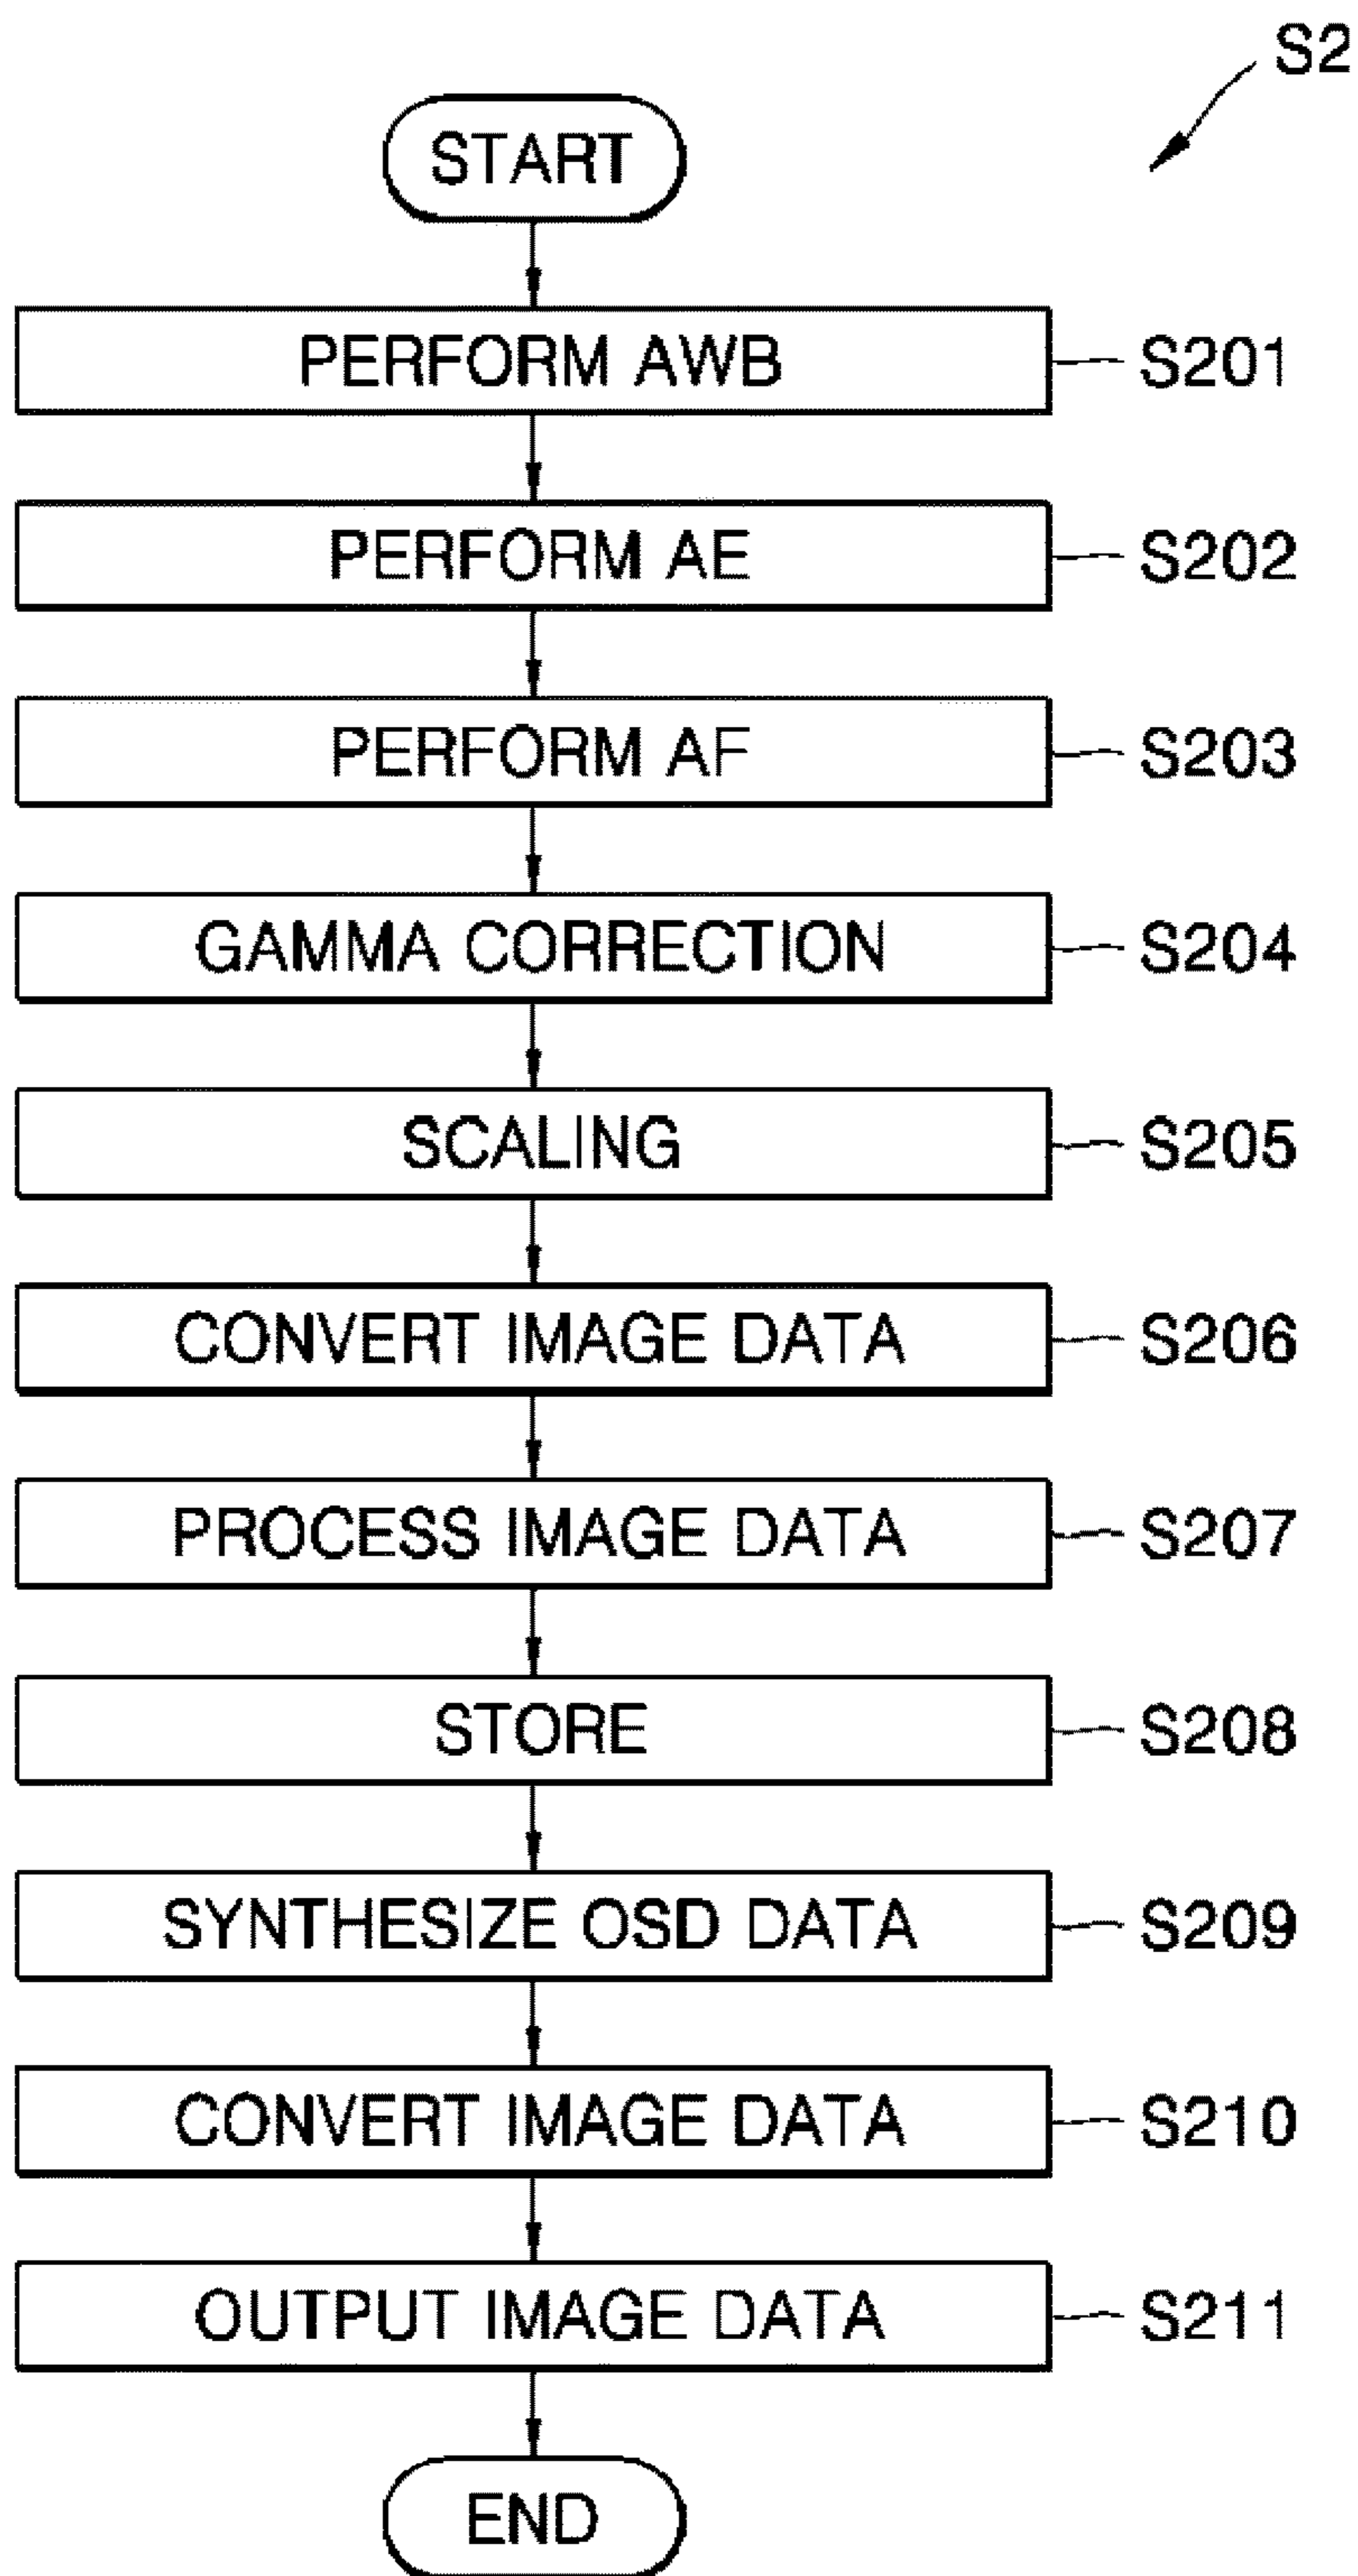 S2
START
PERFORM AWB S201
PERFORM AE S202
PERFORM AF S203
GAMMA CORRECTION S204
SCALING S205
CONVERT IMAGE DATA S206
PROCESS IMAGE DATA S207
STORE S208
SYNTHESIZE OSD DATA S209
CONVERT IMAGE DATA S210
OUTPUT IMAGE DATA S211
END